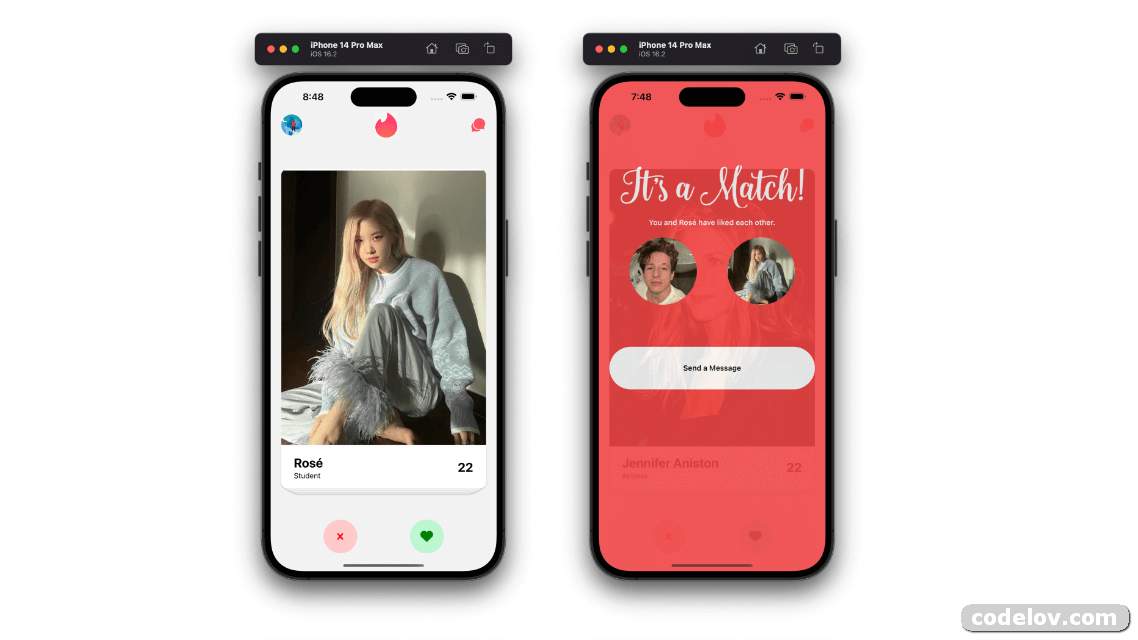 iPhone 14 Pro Max
iOS 16.2
8:48
Rosé
22
Student
iPhone 14 Pro Max
iOS 16.2
7:48
It's a Match!
You and Rosé have liked each other.
Send a Message
Jennifer Aniston
22
Actress
codelov.com